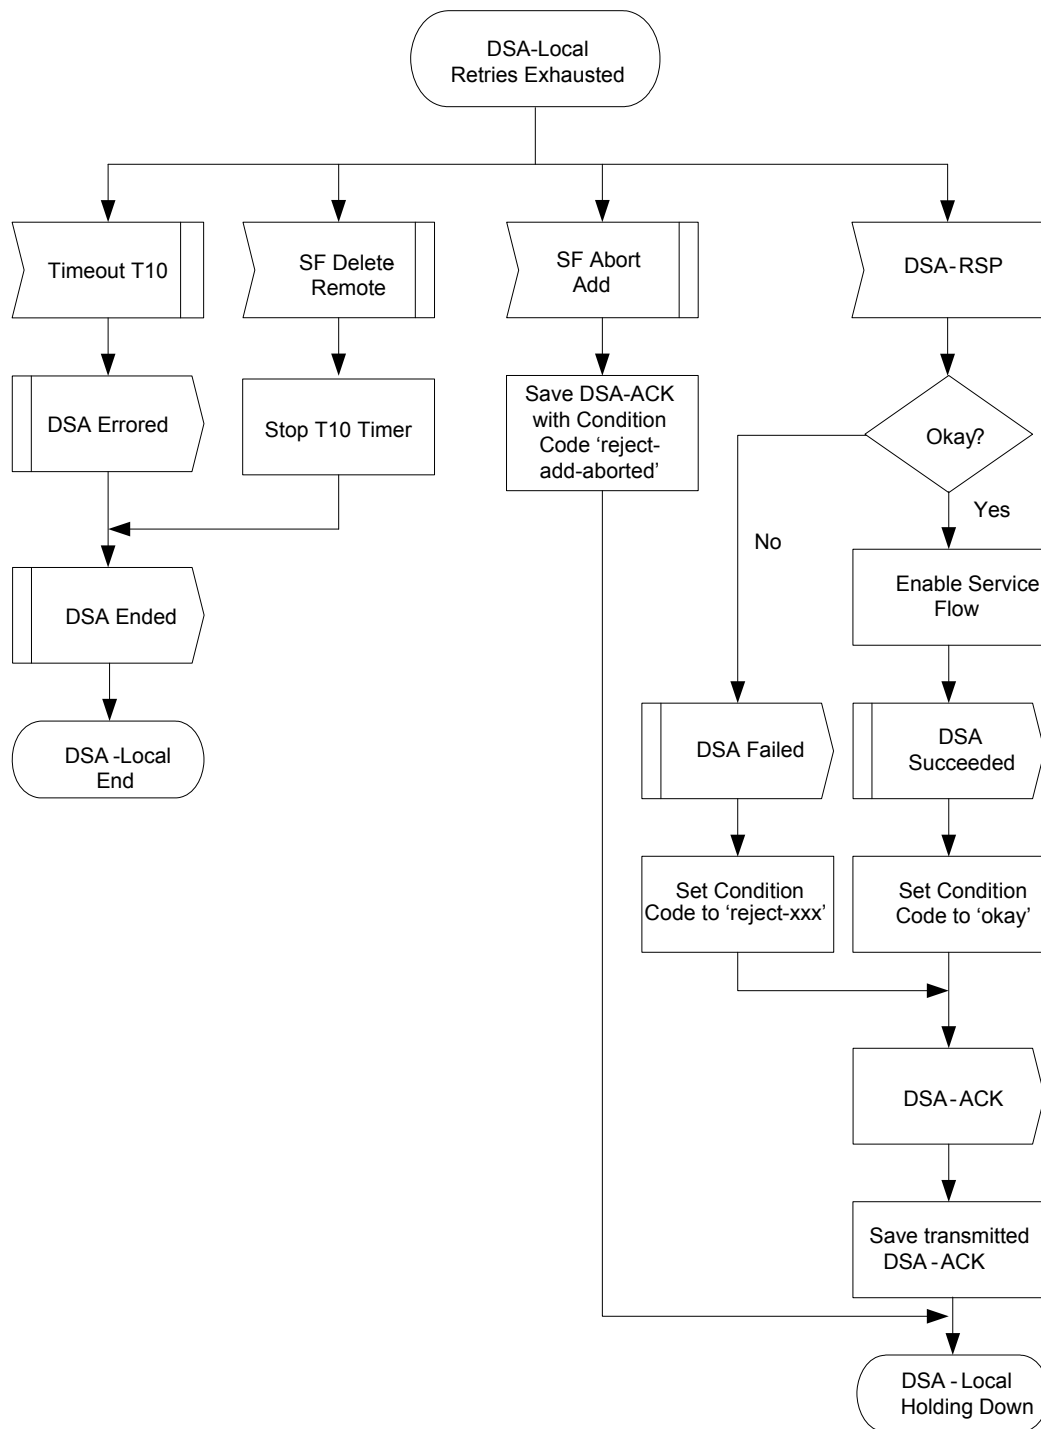 DSA-Local
Retries Exhausted
Timeout T10
SF Delete
Remote
SF Abort
Add
DSA-RSP
DSA Errored
Stop T10 Timer
Save DSA-ACK
with Condition
Code ‘reject-
add-aborted’
Okay?
No
Yes
Enable Service
Flow
DSA Ended
DSA-Local
End
DSA Failed
DSA
Succeeded
Set Condition
Code to ‘reject-xxx’
Set Condition
Code to ‘okay’
DSA-ACK
Save transmitted
DSA-ACK
DSA-Local
Holding Down